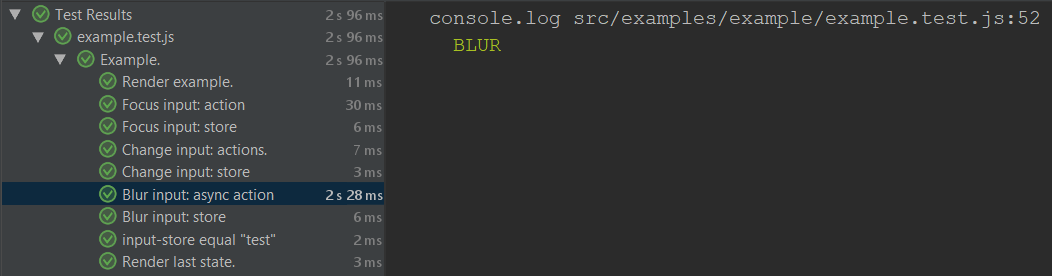 Test Results 2 s 96 ms
example.test.js 2 s 96 ms
Example. 2 s 96 ms
Render example. 11 ms
Focus input: action 30 ms
Focus input: store 6 ms
Change input: actions. 7 ms
Change input: store 3 ms
Blur input: async action 2 s 28 ms
Blur input: store 6 ms
input-store equal "test" 2 ms
Render last state. 3 ms
console.log src/examples/example/example.test.js:52
BLUR